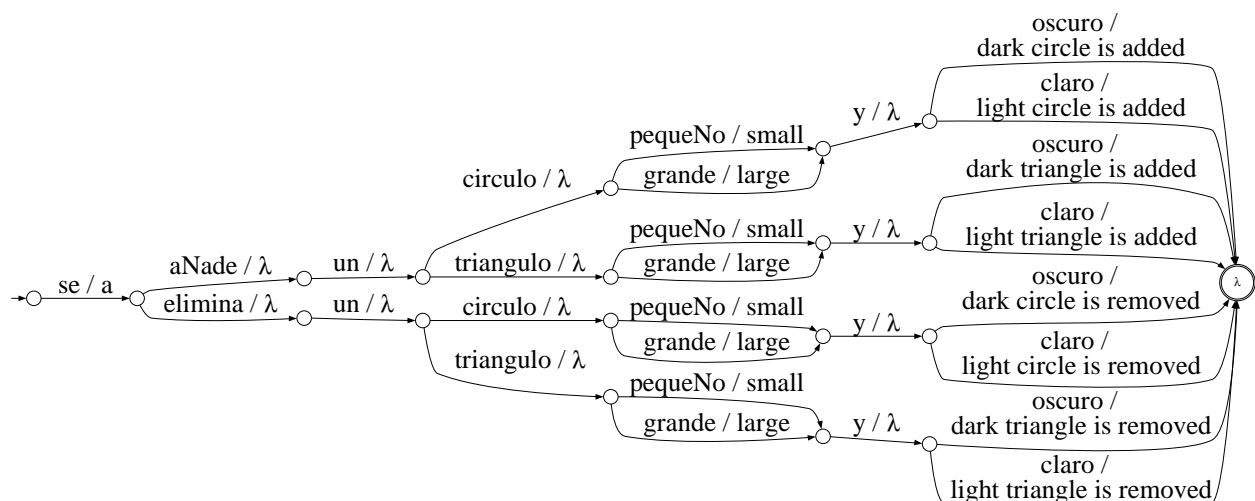 oscuro /
dark circle is added
claro /
light circle is added
y / λ
pequeNo / small
grande / large
circulo / λ
oscuro /
dark triangle is added
claro /
light triangle is added
pequeNo / small
y / λ
grande / large
triangulo / λ
un / λ
aNade / λ
se / a
λ
elimina / λ
un / λ
circulo / λ
pequeNo / small
grande / large
y / λ
oscuro /
dark circle is removed
claro /
light circle is removed
triangulo / λ
pequeNo / small
grande / large
y / λ
oscuro /
dark triangle is removed
claro /
light triangle is removed